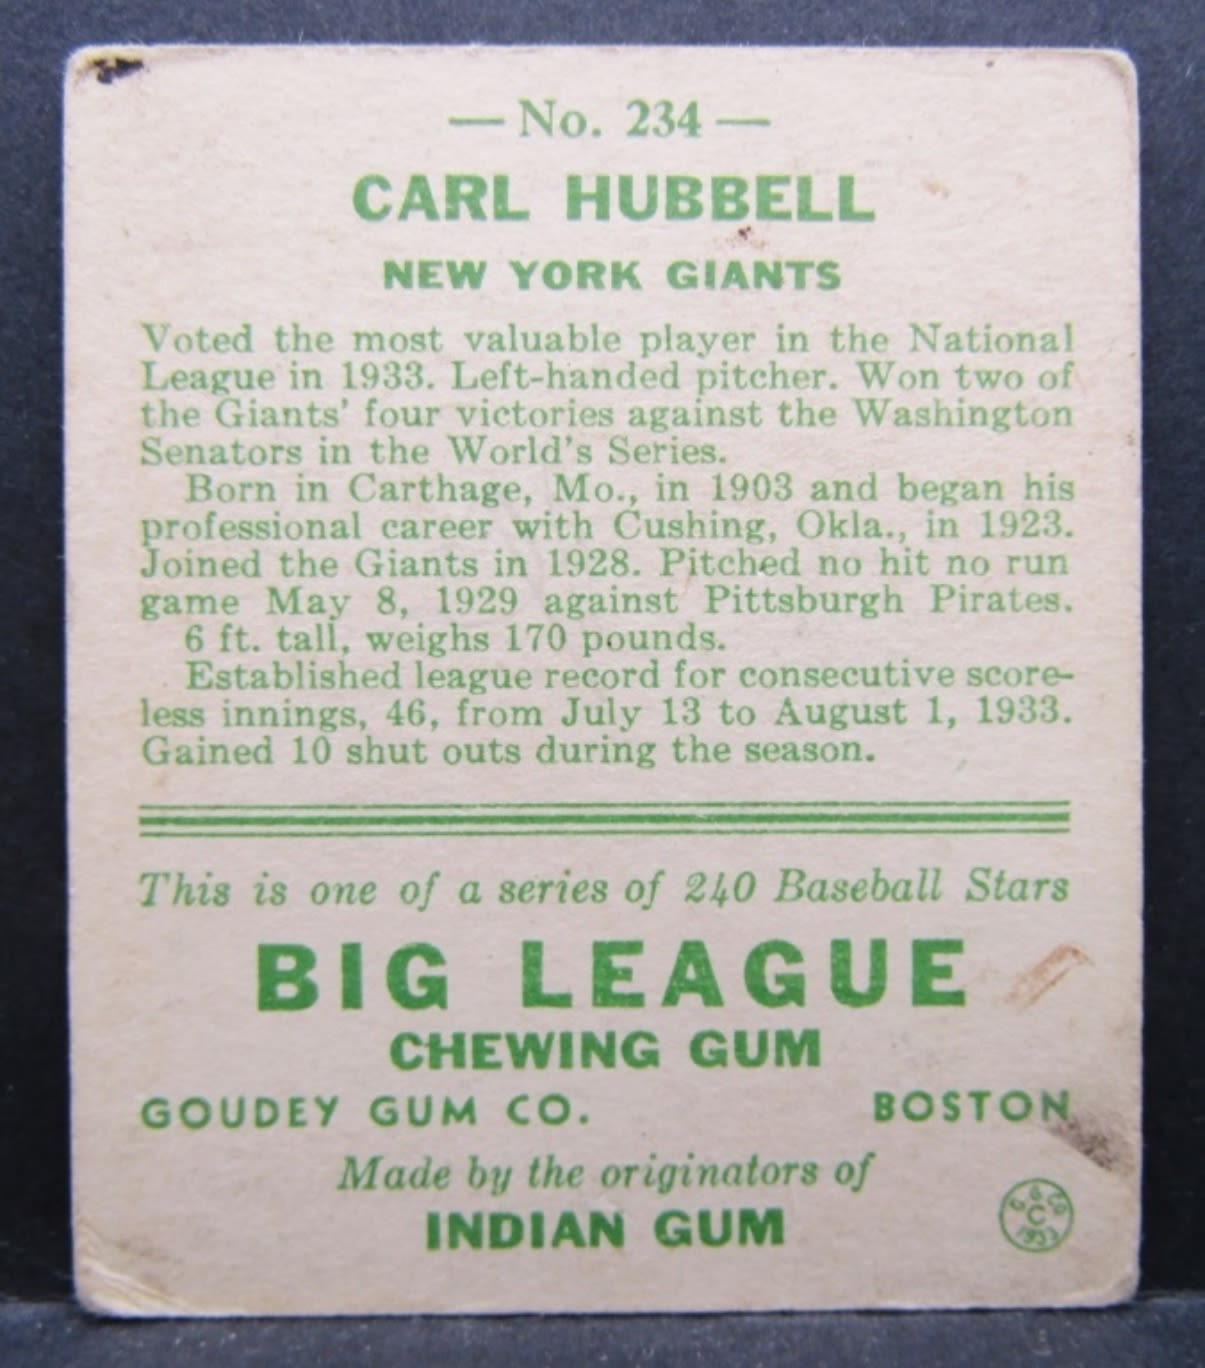 — No. 234 —
CARL HUBBELL
NEW YORK GIANTS
Voted the most valuable player in the National
League in 1933. Left-handed pitcher. Won two of
the Giants' four victories against the Washington
Senators in the World's Series.
Born in Carthage, Mo., in 1903 and began his
professional career with Cushing, Okla., in 1923.
Joined the Giants in 1928. Pitched no hit no run
game May 8, 1929 against Pittsburgh Pirates.
6 ft. tall, weighs 170 pounds.
Established league record for consecutive score-
less innings, 46, from July 13 to August 1, 1933.
Gained 10 shut outs during the season.
This is one of a series of 240 Baseball Stars
BIG LEAGUE
CHEWING GUM
GOUDEY GUM CO. BOSTON
Made by the originators of
INDIAN GUM
G. G. CO
C
1933